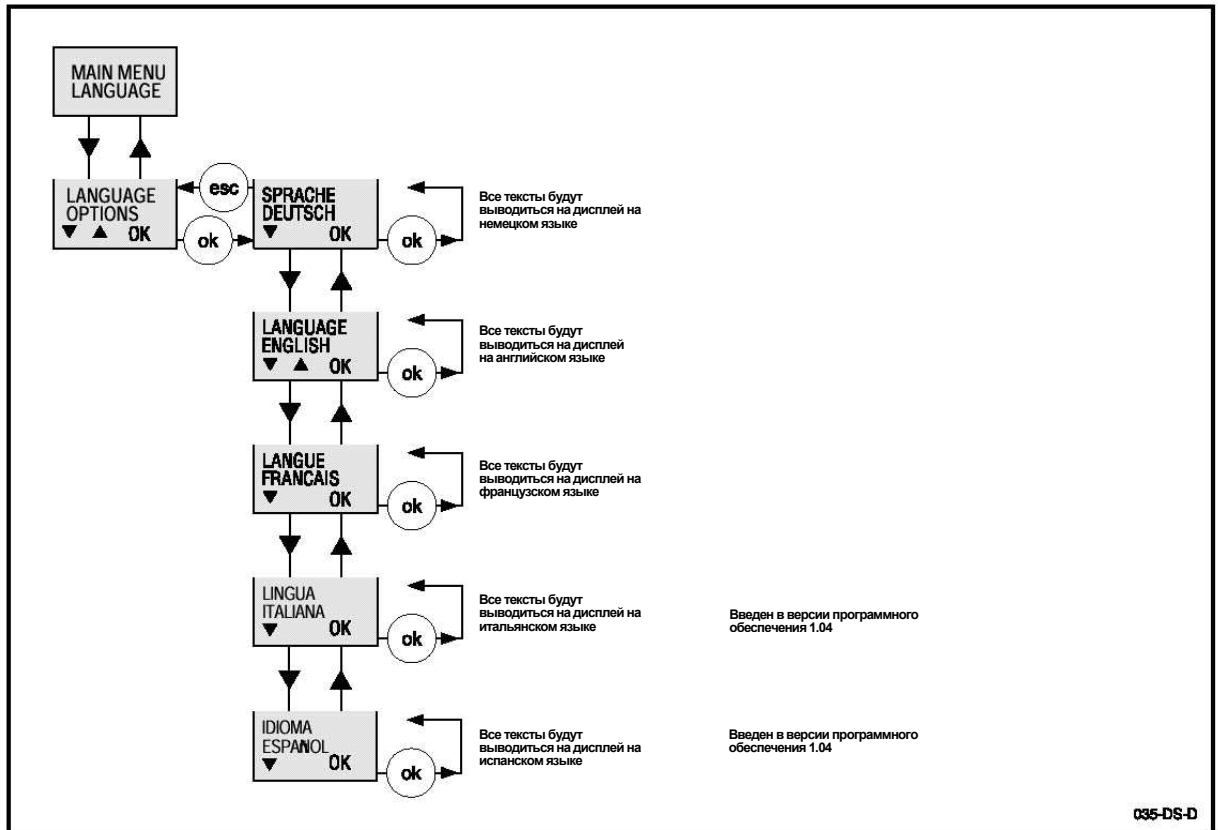 MAIN MENU
LANGUAGE
LANGUAGE
OPTIONS
▼ ▲ OK
esc
ok
SPRACHE
DEUTSCH
▼ OK
ok
Все тексты будут
выводиться на дисплей на
немецком языке
LANGUAGE
ENGLISH
▼ ▲ OK
ok
Все тексты будут
выводиться на дисплей
на английском языке
LANGUE
FRANCAIS
▼ OK
ok
Все тексты будут
выводиться на дисплей на
французском языке
LINGUA
ITALIANA
▼ OK
ok
Все тексты будут
выводиться на дисплей на
итальянском языке
Введен в версии программного
обеспечения 1.04
IDIOMA
ESPANOL
▼ OK
ok
Все тексты будут
выводиться на дисплей на
испанском языке
Введен в версии программного
обеспечения 1.04
035-DS-D